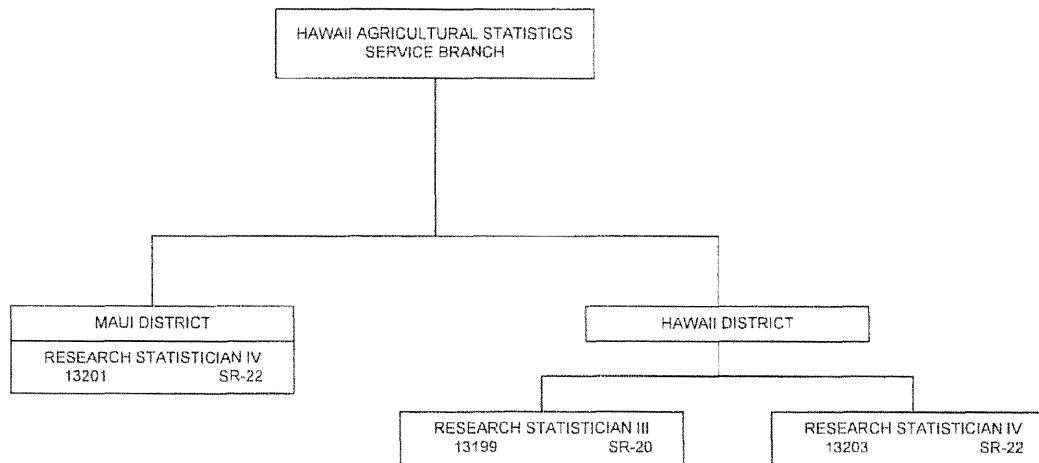 HAWAII AGRICULTURAL STATISTICS
SERVICE BRANCH
MAUI DISTRICT
RESEARCH STATISTICIAN IV
13201 SR-22
HAWAII DISTRICT
RESEARCH STATISTICIAN III
13199 SR-20
RESEARCH STATISTICIAN IV
13203 SR-22